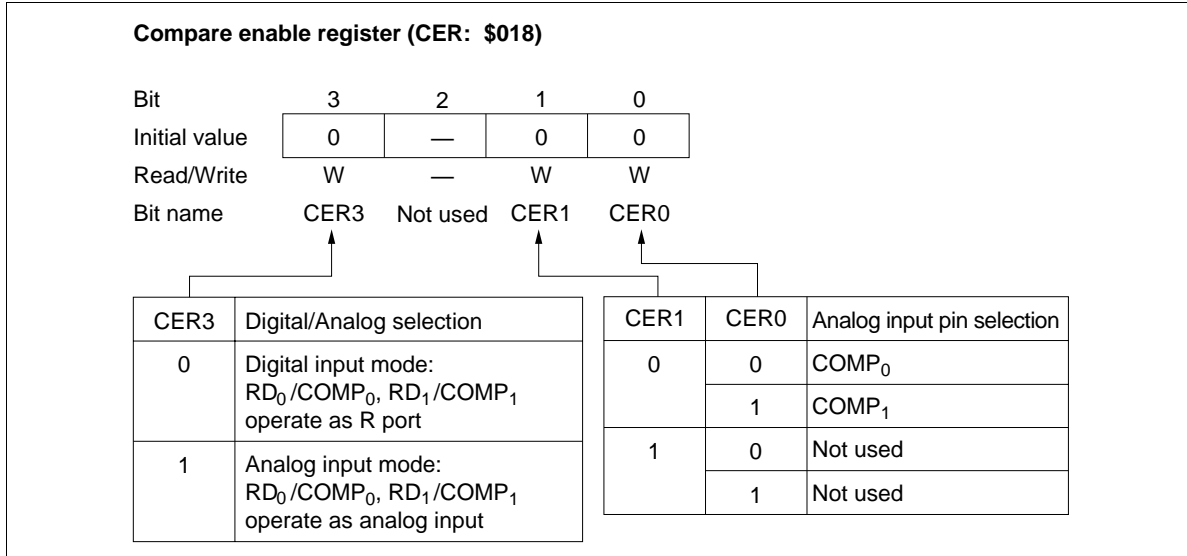 Compare enable register (CER: $018)
Bit 3 2 1 0
Initial value 0 — 0 0
Read/Write W — W W
Bit name CER3 Not used CER1 CER0
CER3 Digital/Analog selection
0 Digital input mode:
RD0/COMP0, RD1/COMP1
operate as R port
1 Analog input mode:
RD0/COMP0, RD1/COMP1
operate as analog input
CER1 CER0 Analog input pin selection
0 0 COMP0
1 COMP1
1 0 Not used
1 Not used